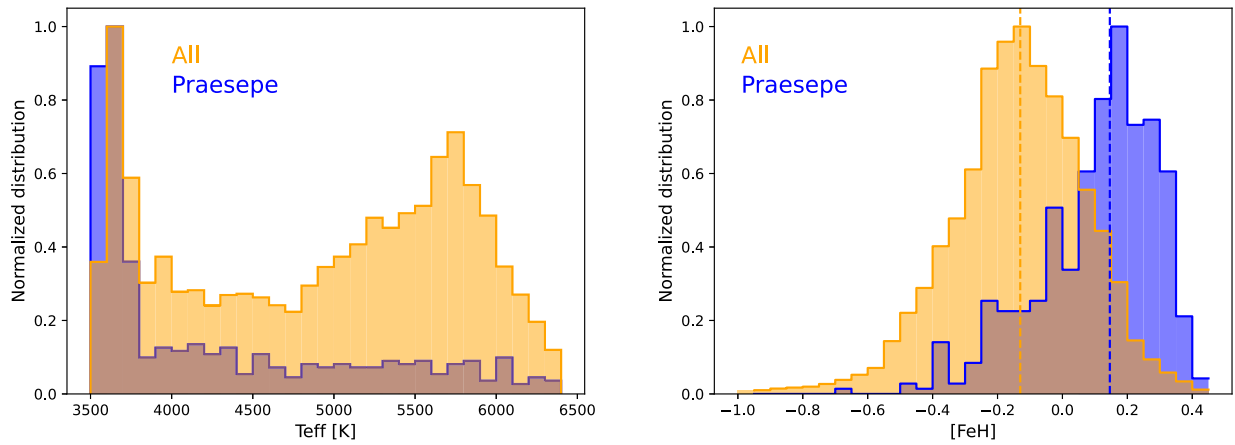 1.0
0.8
0.6
0.4
0.2
0.0
Normalized distribution
All
Praesepe
3500 4000 4500 5000 5500 6000 6500
Teff [K]
1.0
0.8
0.6
0.4
0.2
0.0
Normalized distribution
All
Praesepe
−1.0 −0.8 −0.6 −0.4 −0.2 0.0 0.2 0.4
[FeH]